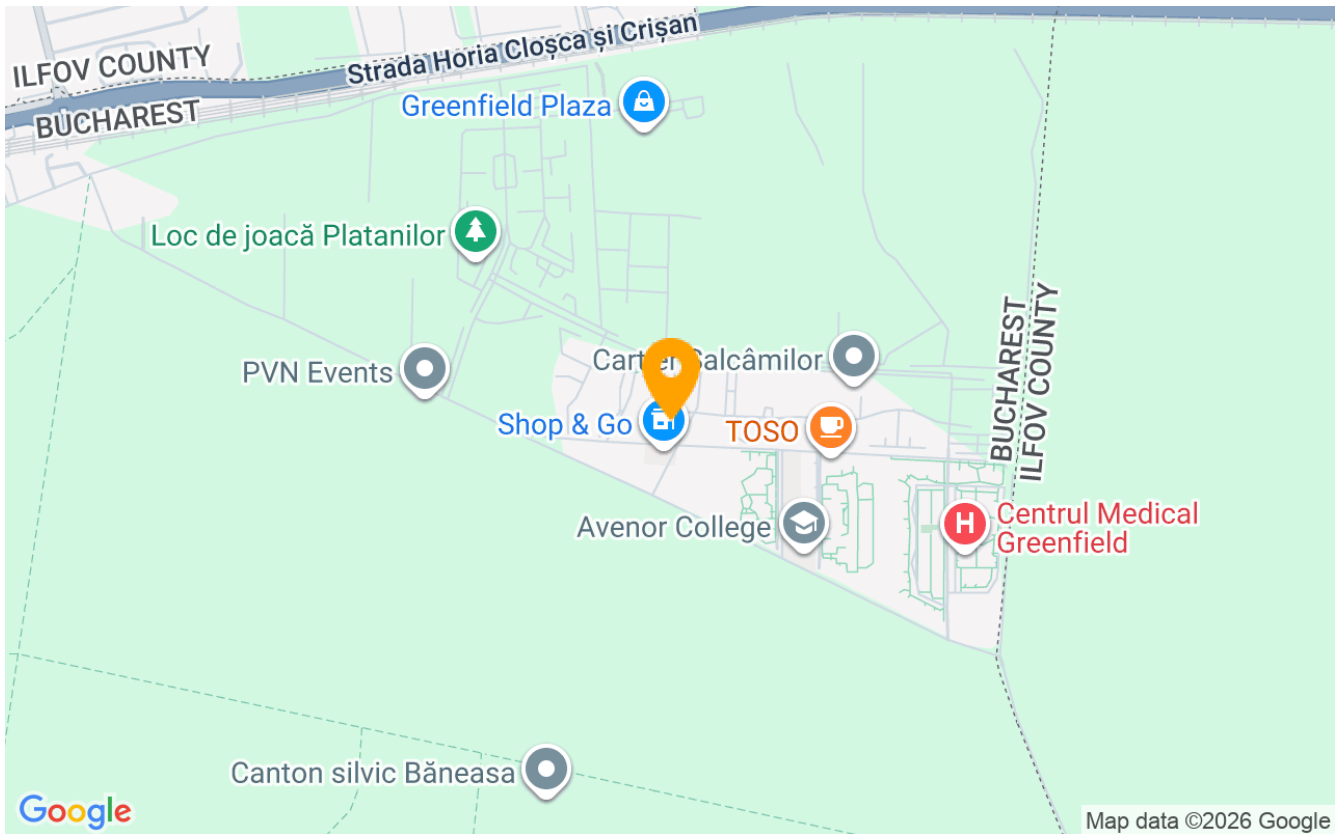 Strada Horia Cloșca și Crișan
ILFOV COUNTY
BUCHAREST
Greenfield Plaza
Loc de joacă Platanilor
BUCHAREST
ILFOV COUNTY
PVN Events
Cartier Salcâmilor
Shop & Go
TOSO
Avenor College
H
Centrul Medical
Greenfield
Canton silvic Băneasa
Google
Map data ©2026 Google